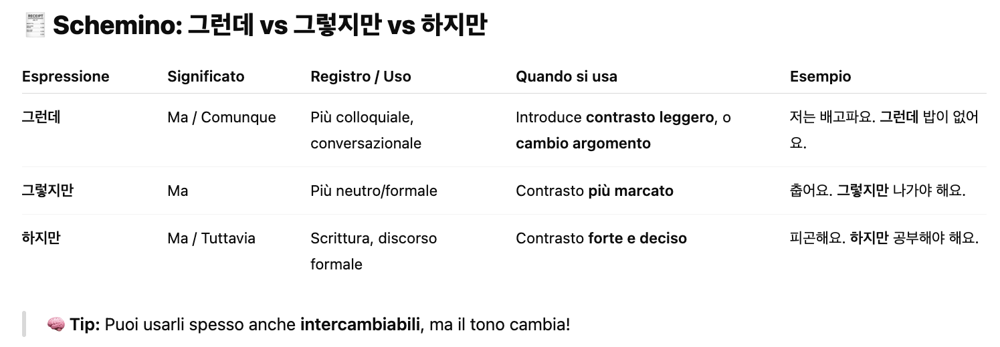 Schemino: 그런데 vs 그렇지만 vs 하지만
Espressione Significato Registro / Uso Quando si usa Esempio
그런데 Ma / Comunque Più colloquiale, Introduce contrasto leggero, o 저는 배고파요. 그런데 밥이 없어
conversazionale cambio argomento 요.
그렇지만 Ma Più neutro/formale Contrasto più marcato 춥어요. 그렇지만 나가야 해요.
하지만 Ma / Tuttavia Scrittura, discorso Contrasto forte e deciso 피곤해요. 하지만 공부해야 해요.
formale
Tip: Puoi usarli spesso anche intercambiabili, ma il tono cambia!